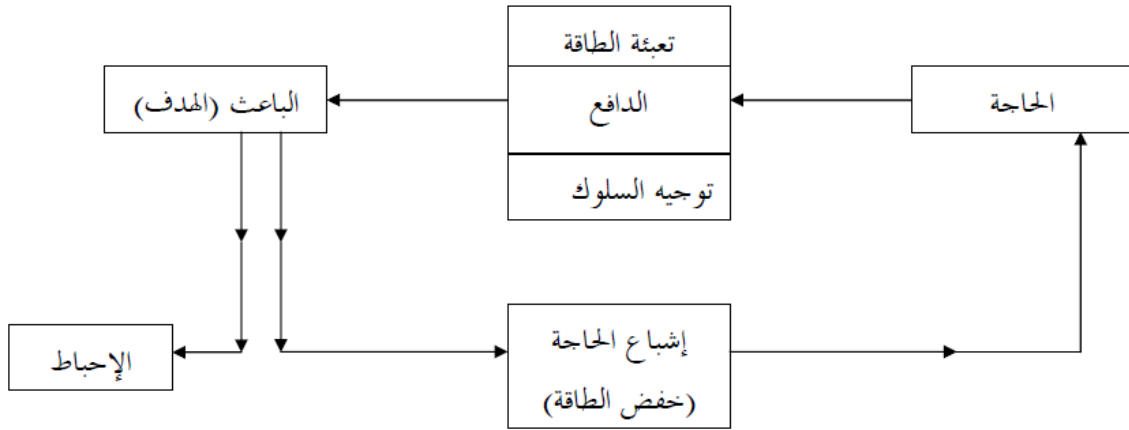 تعبئة الطاقة
الحاجة
الدافع
الباعث (الهدف)
توجيه السلوك
إشباع الحاجة
(خفض الطاقة)
الإحباط